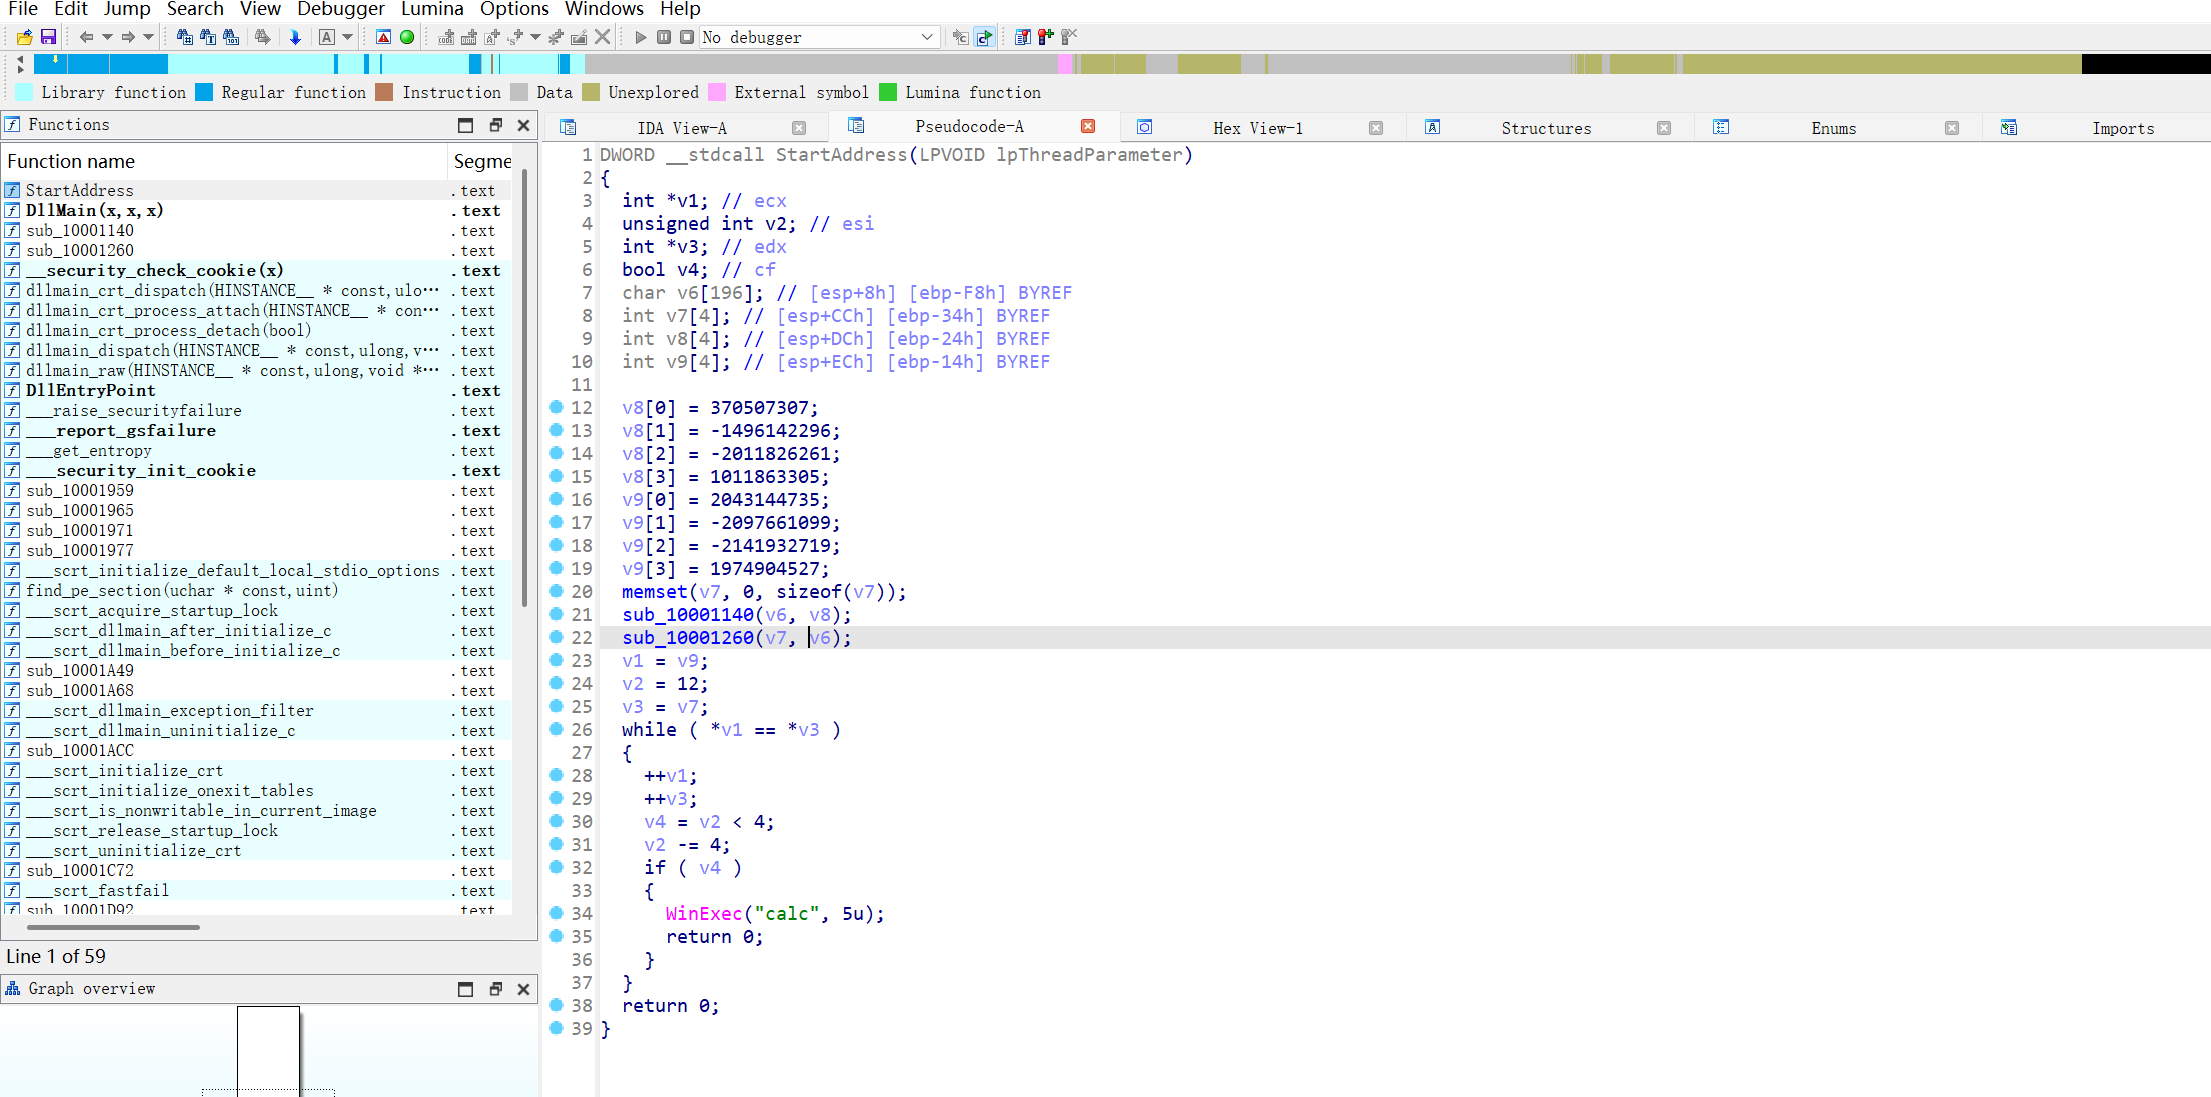 File Edit Jump Search View Debugger Lumina Options Windows Help
No debugger
Library function Regular function Instruction Data Unexplored External symbol Lumina function
Functions
IDA View-A Pseudocode-A Hex View-1 Structures Enums Imports
Function name Segme
StartAddress .text
DllMain(x,x,x) .text
sub_10001140 .text
sub_10001260 .text
__security_check_cookie(x) .text
dllmain_crt_dispatch(HINSTANCE__ * const,ulo… .text
dllmain_crt_process_attach(HINSTANCE__ * con… .text
dllmain_crt_process_detach(bool) .text
dllmain_dispatch(HINSTANCE__ * const,ulong,v… .text
dllmain_raw(HINSTANCE__ * const,ulong,void *… .text
DllEntryPoint .text
___raise_securityfailure .text
___report_gsfailure .text
___get_entropy .text
___security_init_cookie .text
sub_10001959 .text
sub_10001965 .text
sub_10001971 .text
sub_10001977 .text
___scrt_initialize_default_local_stdio_options .text
find_pe_section(uchar * const,uint) .text
___scrt_acquire_startup_lock .text
___scrt_dllmain_after_initialize_c .text
___scrt_dllmain_before_initialize_c .text
sub_10001A49 .text
sub_10001A68 .text
___scrt_dllmain_exception_filter .text
___scrt_dllmain_uninitialize_c .text
sub_10001ACC .text
___scrt_initialize_crt .text
___scrt_initialize_onexit_tables .text
___scrt_is_nonwritable_in_current_image .text
___scrt_release_startup_lock .text
___scrt_uninitialize_crt .text
sub_10001C72 .text
___scrt_fastfail .text
sub_10001D92 .text
Line 1 of 59
Graph overview
1 DWORD __stdcall StartAddress(LPVOID lpThreadParameter)
2 {
3 int *v1; // ecx
4 unsigned int v2; // esi
5 int *v3; // edx
6 bool v4; // cf
7 char v6[196]; // [esp+8h] [ebp-F8h] BYREF
8 int v7[4]; // [esp+CCh] [ebp-34h] BYREF
9 int v8[4]; // [esp+DCh] [ebp-24h] BYREF
10 int v9[4]; // [esp+ECh] [ebp-14h] BYREF
11
12 v8[0] = 370507307;
13 v8[1] = -1496142296;
14 v8[2] = -2011826261;
15 v8[3] = 1011863305;
16 v9[0] = 2043144735;
17 v9[1] = -2097661099;
18 v9[2] = -2141932719;
19 v9[3] = 1974904527;
20 memset(v7, 0, sizeof(v7));
21 sub_10001140(v6, v8);
22 sub_10001260(v7, v6);
23 v1 = v9;
24 v2 = 12;
25 v3 = v7;
26 while ( *v1 == *v3 )
27 {
28 ++v1;
29 ++v3;
30 v4 = v2 < 4;
31 v2 -= 4;
32 if ( v4 )
33 {
34 WinExec("calc", 5u);
35 return 0;
36 }
37 }
38 return 0;
39 }